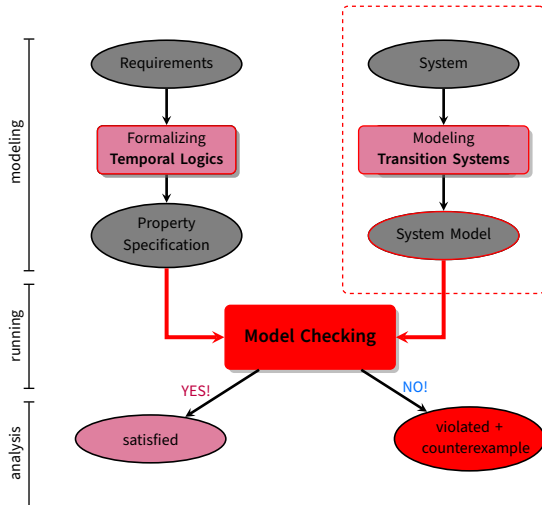 Requirements
System
modeling
Formalizing
Temporal Logics
Modeling
Transition Systems
Property
Specification
System Model
running
Model Checking
YES!
NO!
analysis
satisfied
violated +
counterexample